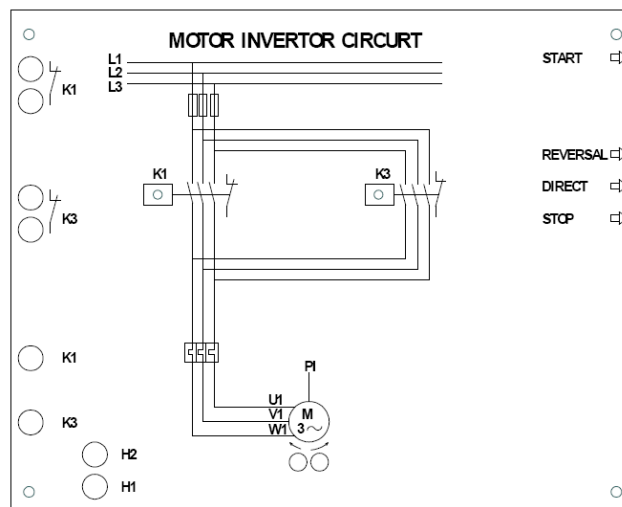 MOTOR INVERTOR CIRCURT
L1
L2
L3
START
K1
REVERSAL
K1
K3
DIRECT
K3
STOP
K1
PI
U1
V1
M
K3
W1
3
H2
H1